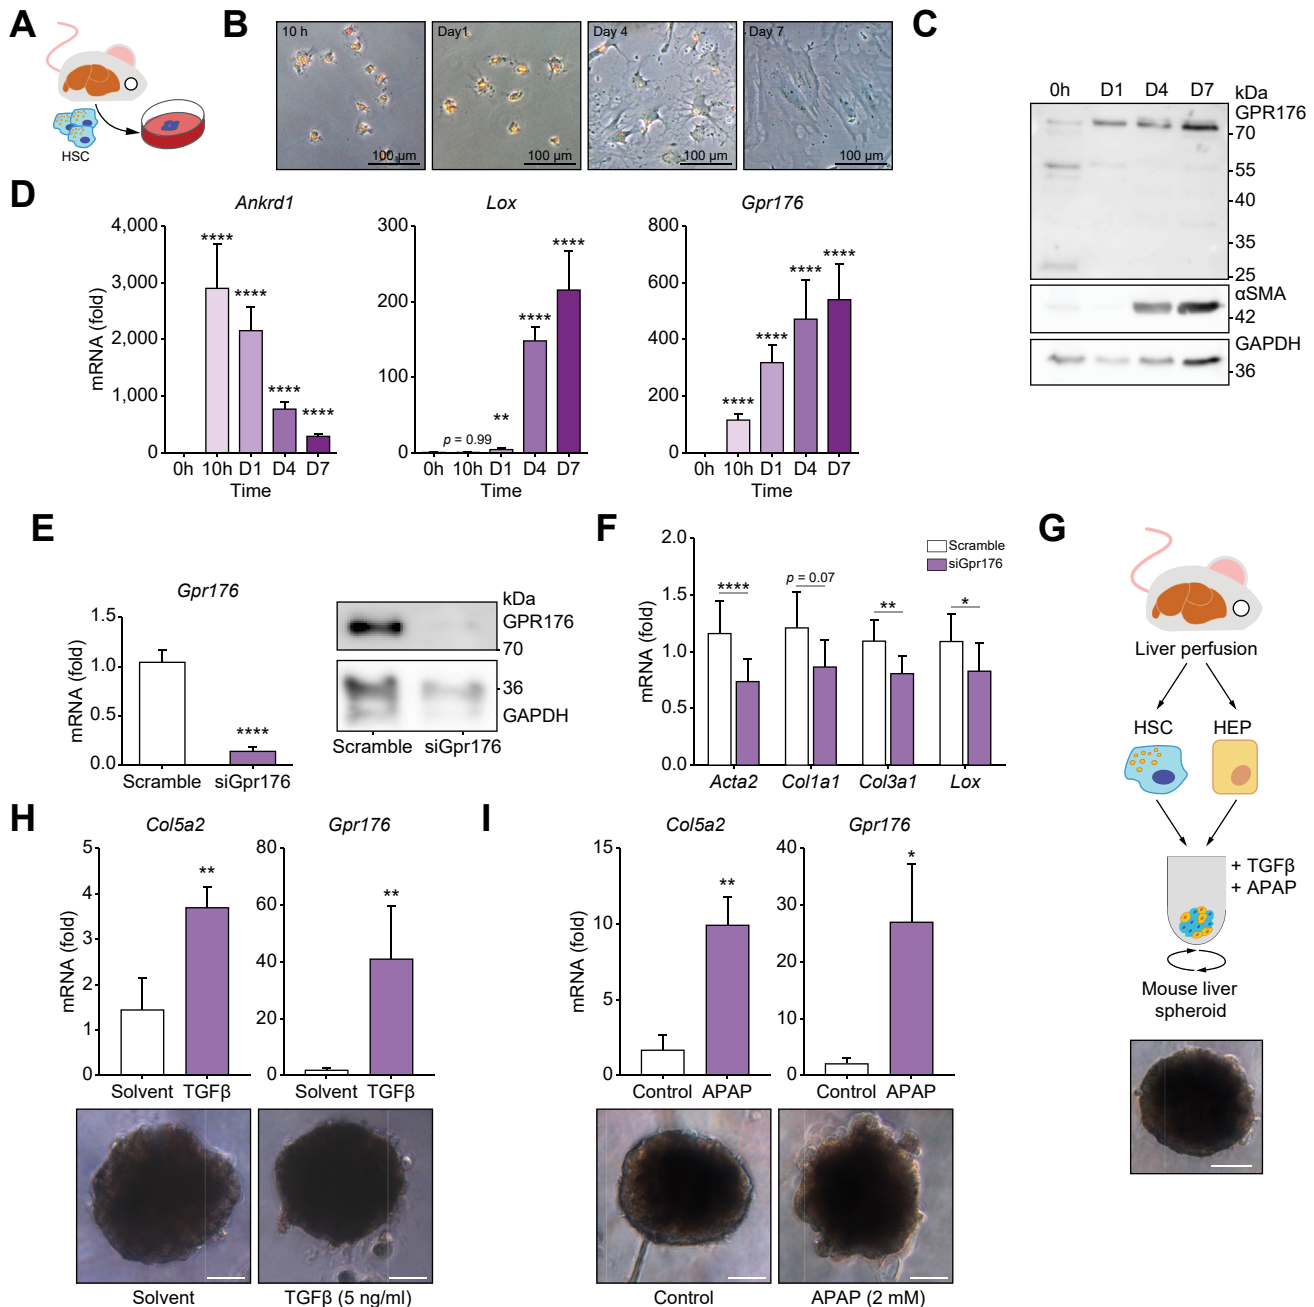 A
HSC
B
10 h
Day1
Day 4
Day 7
100 µm
100 µm
100 µm
100 µm
C
0h D1 D4 D7 kDa
GPR176
70
55
40
35
25
αSMA
42
GAPDH
36
D
Ankrd1
mRNA (fold)
4,000
3,000
2,000
1,000
0
****
****
****
****
0h 10h D1 D4 D7
Time
Lox
300
200
100
0
p = 0.99
**
****
****
0h 10h D1 D4 D7
Time
Gpr176
800
600
400
200
0
****
****
****
****
0h 10h D1 D4 D7
Time
E
Gpr176
mRNA (fold)
1.5
1.0
0.5
0.0
****
Scramble siGpr176
kDa
GPR176
70
36
GAPDH
Scramble siGpr176
F
mRNA (fold)
2.0
1.5
1.0
0.5
0.0
Scramble
siGpr176
****
p = 0.07
**
*
Acta2 Col1a1 Col3a1 Lox
G
Liver perfusion
HSC HEP
+ TGFβ
+ APAP
Mouse liver
spheroid
H
Col5a2
mRNA (fold)
5
4
3
2
1
0
**
Solvent TGFβ
Gpr176
80
60
40
20
0
**
Solvent TGFβ
Solvent
TGFβ (5 ng/ml)
I
Col5a2
mRNA (fold)
15
10
5
0
**
Control APAP
Gpr176
40
30
20
10
0
*
Control APAP
Control
APAP (2 mM)